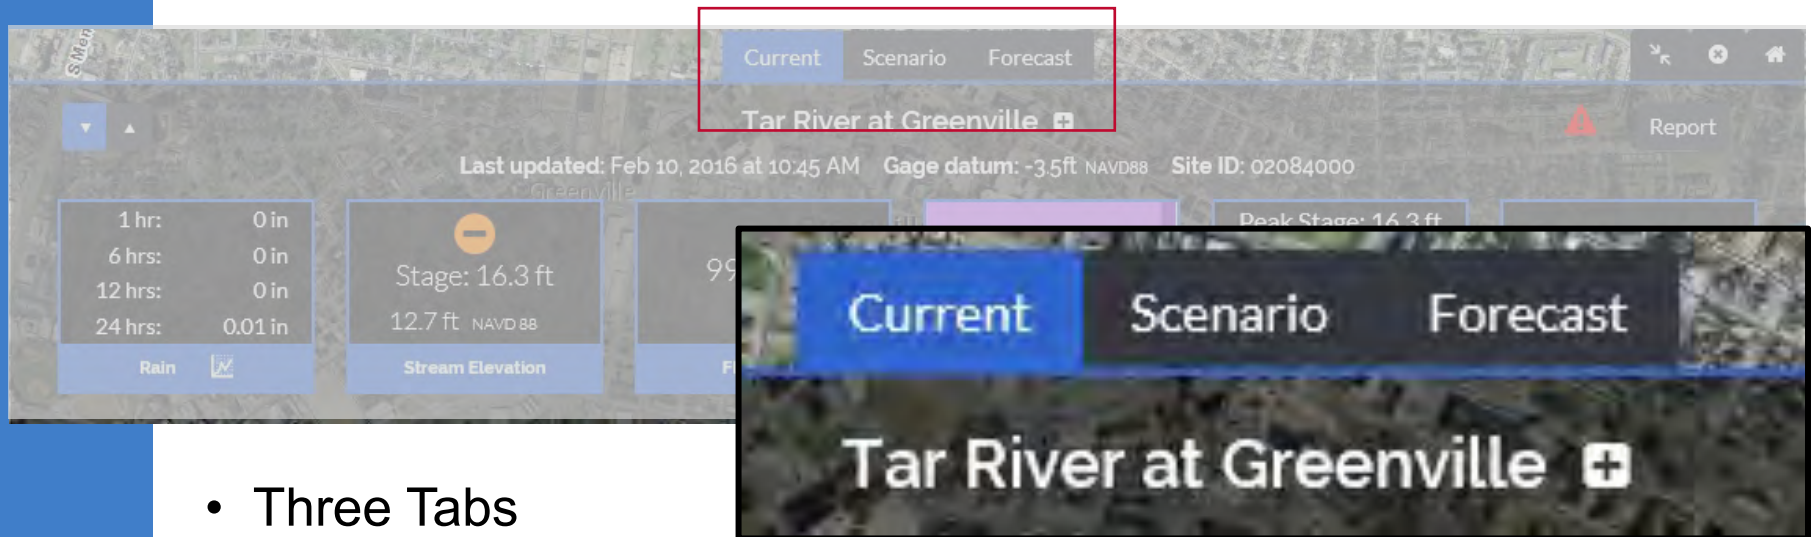 S Mem
Current Scenario Forecast
Tar River at Greenville
Report
Last updated: Feb 10, 2016 at 10:45 AM Gage datum: -3.5ft NAVD88 Site ID: 02084000
Greenville
1 hr: 0 in
6 hrs: 0 in
12 hrs: 0 in
24 hrs: 0.01 in
Rain
Stage: 16.3 ft
12.7 ft NAVD 88
Stream Elevation
99
Peak Stage: 16.3 ft
Current Scenario Forecast
Tar River at Greenville
• Three Tabs